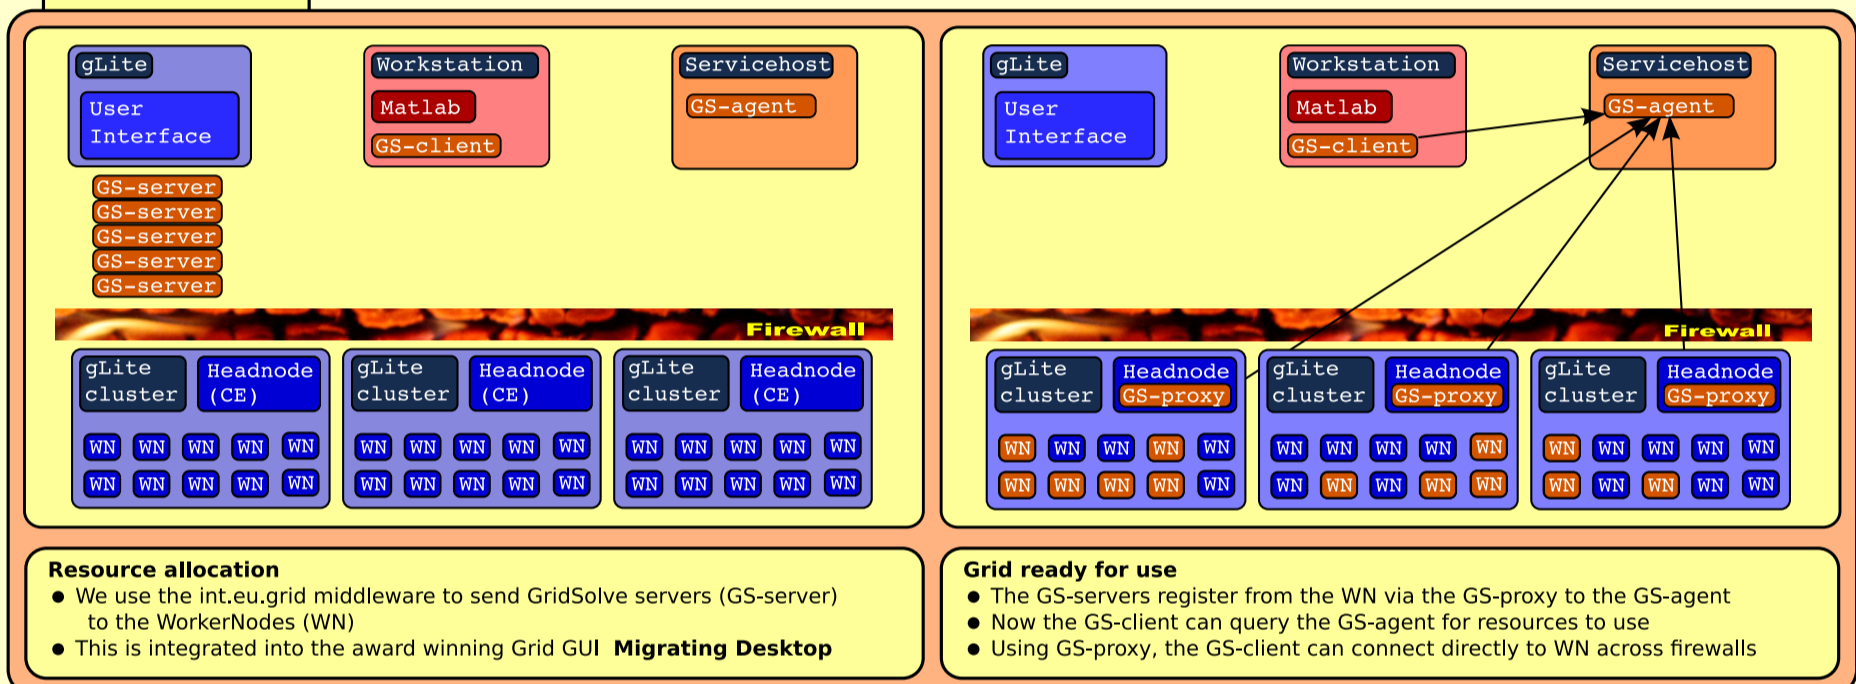 gLite
User
Interface
GS-server
GS-server
GS-server
GS-server
GS-server
Workstation
Matlab
GS-client
Servicehost
GS-agent
Firewall
gLite
cluster
Headnode
(CE)
WN WN WN WN WN
WN WN WN WN WN
gLite
cluster
Headnode
(CE)
WN WN WN WN WN
WN WN WN WN WN
gLite
cluster
Headnode
(CE)
WN WN WN WN WN
WN WN WN WN WN
Resource allocation
● We use the int.eu.grid middleware to send GridSolve servers (GS-server)
to the WorkerNodes (WN)
● This is integrated into the award winning Grid GUI Migrating Desktop
gLite
User
Interface
Workstation
Matlab
GS-client
Servicehost
GS-agent
Firewall
gLite
cluster
Headnode
GS-proxy
WN WN WN WN WN
WN WN WN WN WN
gLite
cluster
Headnode
GS-proxy
WN WN WN WN WN
WN WN WN WN WN
gLite
cluster
Headnode
GS-proxy
WN WN WN WN WN
WN WN WN WN WN
Grid ready for use
● The GS-servers register from the WN via the GS-proxy to the GS-agent
● Now the GS-client can query the GS-agent for resources to use
● Using GS-proxy, the GS-client can connect directly to WN across firewalls